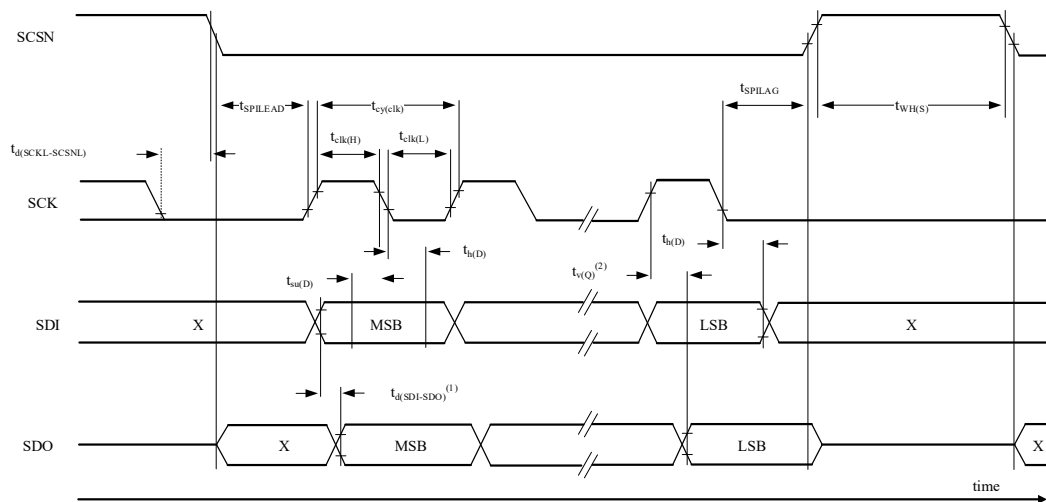 SCSN
tSPILEAD
tcy(clk)
tSPILAG
tWH(S)
tclk(H)
tclk(L)
td(SCKL-SCSNL)
SCK
th(D)
th(D)
tv(Q)(2)
tsu(D)
SDI
X
MSB
LSB
X
td(SDI-SDO)(1)
SDO
X
MSB
LSB
X
time